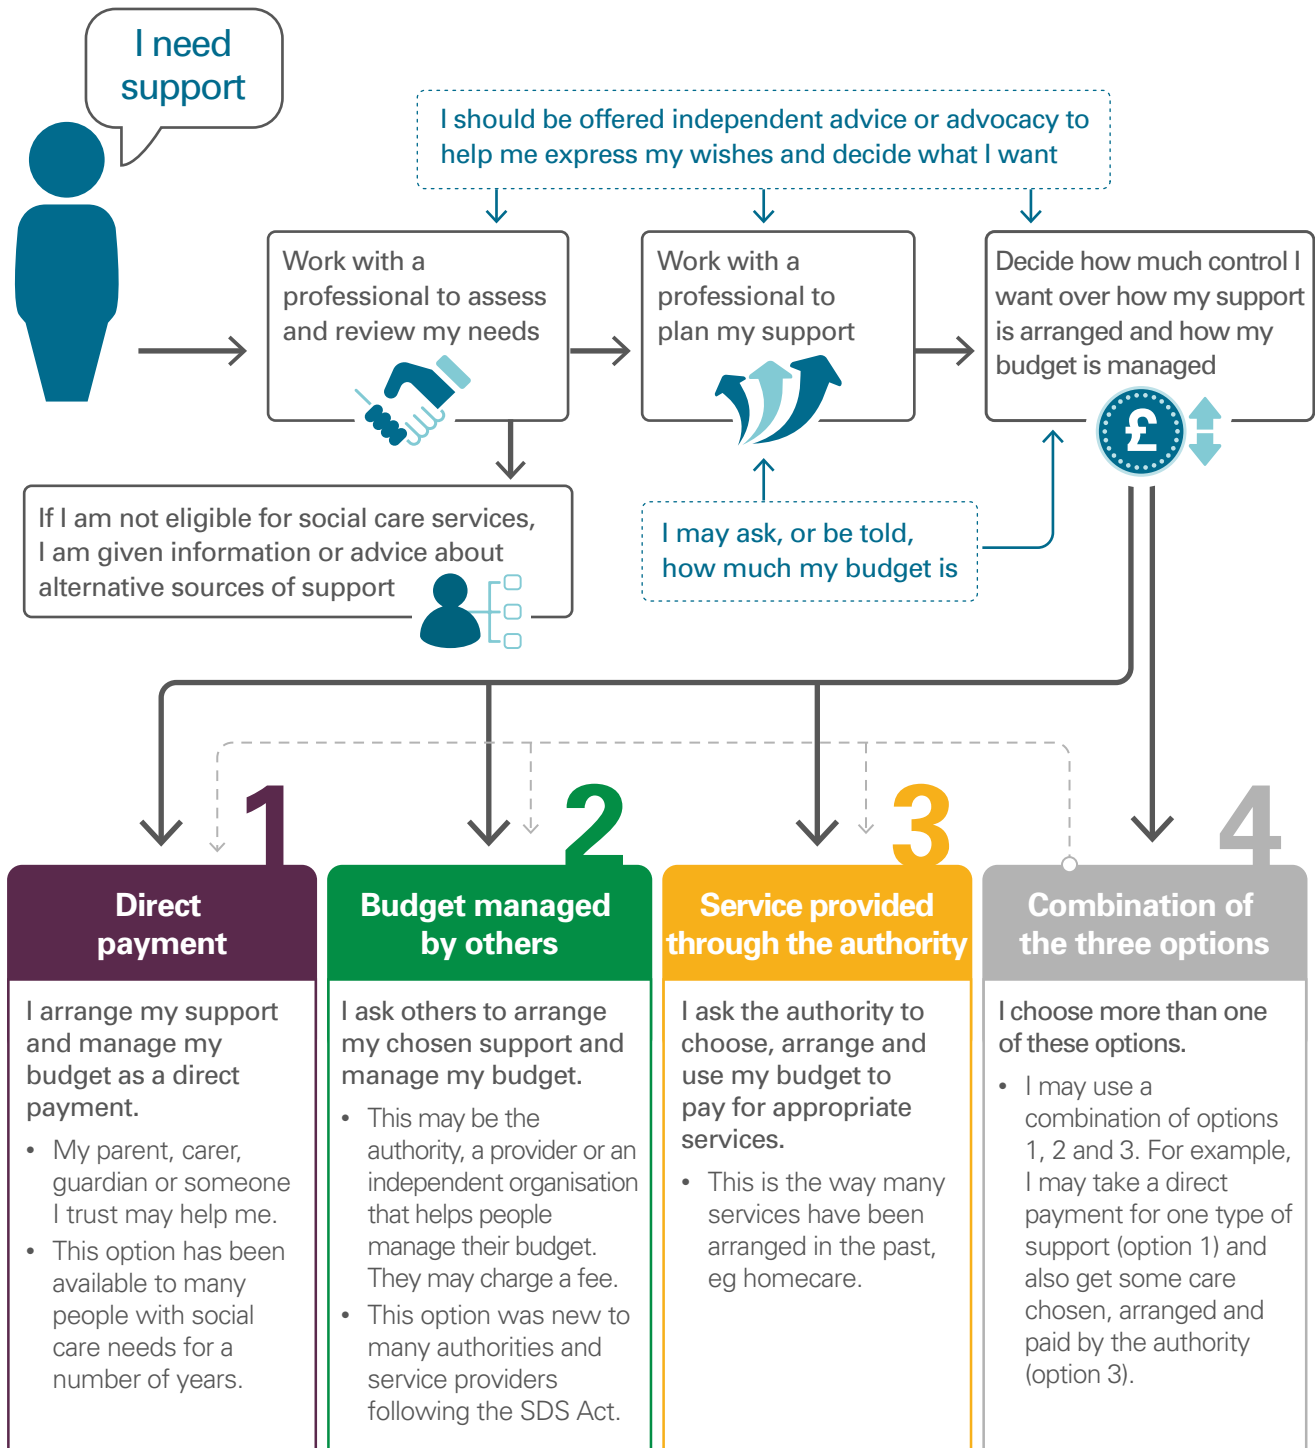 I need
support
I should be offered independent advice or advocacy to
help me express my wishes and decide what I want
Work with a
professional to assess
and review my needs
Work with a
professional to
plan my support
Decide how much control I
want over how my support
is arranged and how my
budget is managed
£
If I am not eligible for social care services,
I am given information or advice about
alternative sources of support
I may ask, or be told,
how much my budget is
1
Direct
payment
I arrange my support
and manage my
budget as a direct
payment.
• My parent, carer,
guardian or someone
I trust may help me.
• This option has been
available to many
people with social
care needs for a
number of years.
2
Budget managed
by others
I ask others to arrange
my chosen support and
manage my budget.
• This may be the
authority, a provider or an
independent organisation
that helps people
manage their budget.
They may charge a fee.
• This option was new to
many authorities and
service providers
following the SDS Act.
3
Service provided
through the authority
I ask the authority to
choose, arrange and
use my budget to
pay for appropriate
services.
• This is the way many
services have been
arranged in the past,
eg homecare.
4
Combination of
the three options
I choose more than one
of these options.
• I may use a
combination of options
1, 2 and 3. For example,
I may take a direct
payment for one type of
support (option 1) and
also get some care
chosen, arranged and
paid by the authority
(option 3).